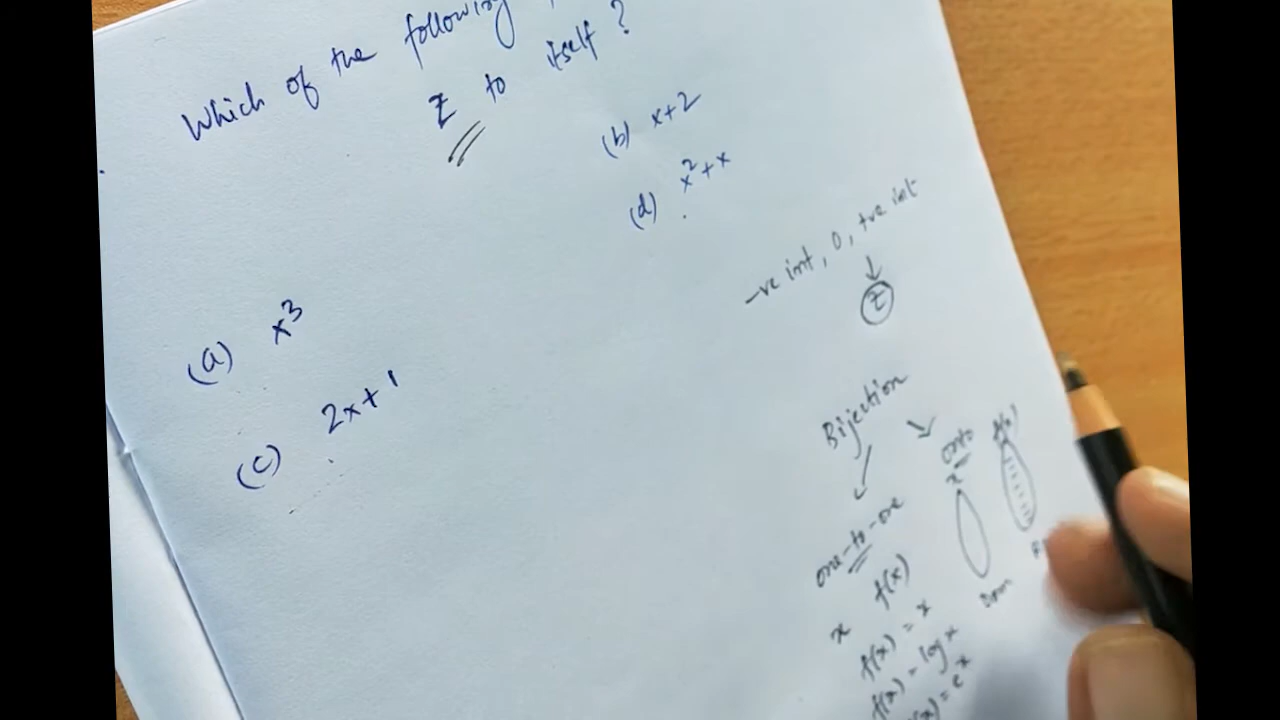 Which of the following
Z to itself ?
(a) x³
(b) x+2
(c) 2x+1
(d) x²+x
-ve int, 0, +ve int
↓
Z
Bijection
↙ ↘
one-to-one
onto
x f(x)
x f(x)
f(x) = x
f(x) = log x
(x) = eˣ
Dom